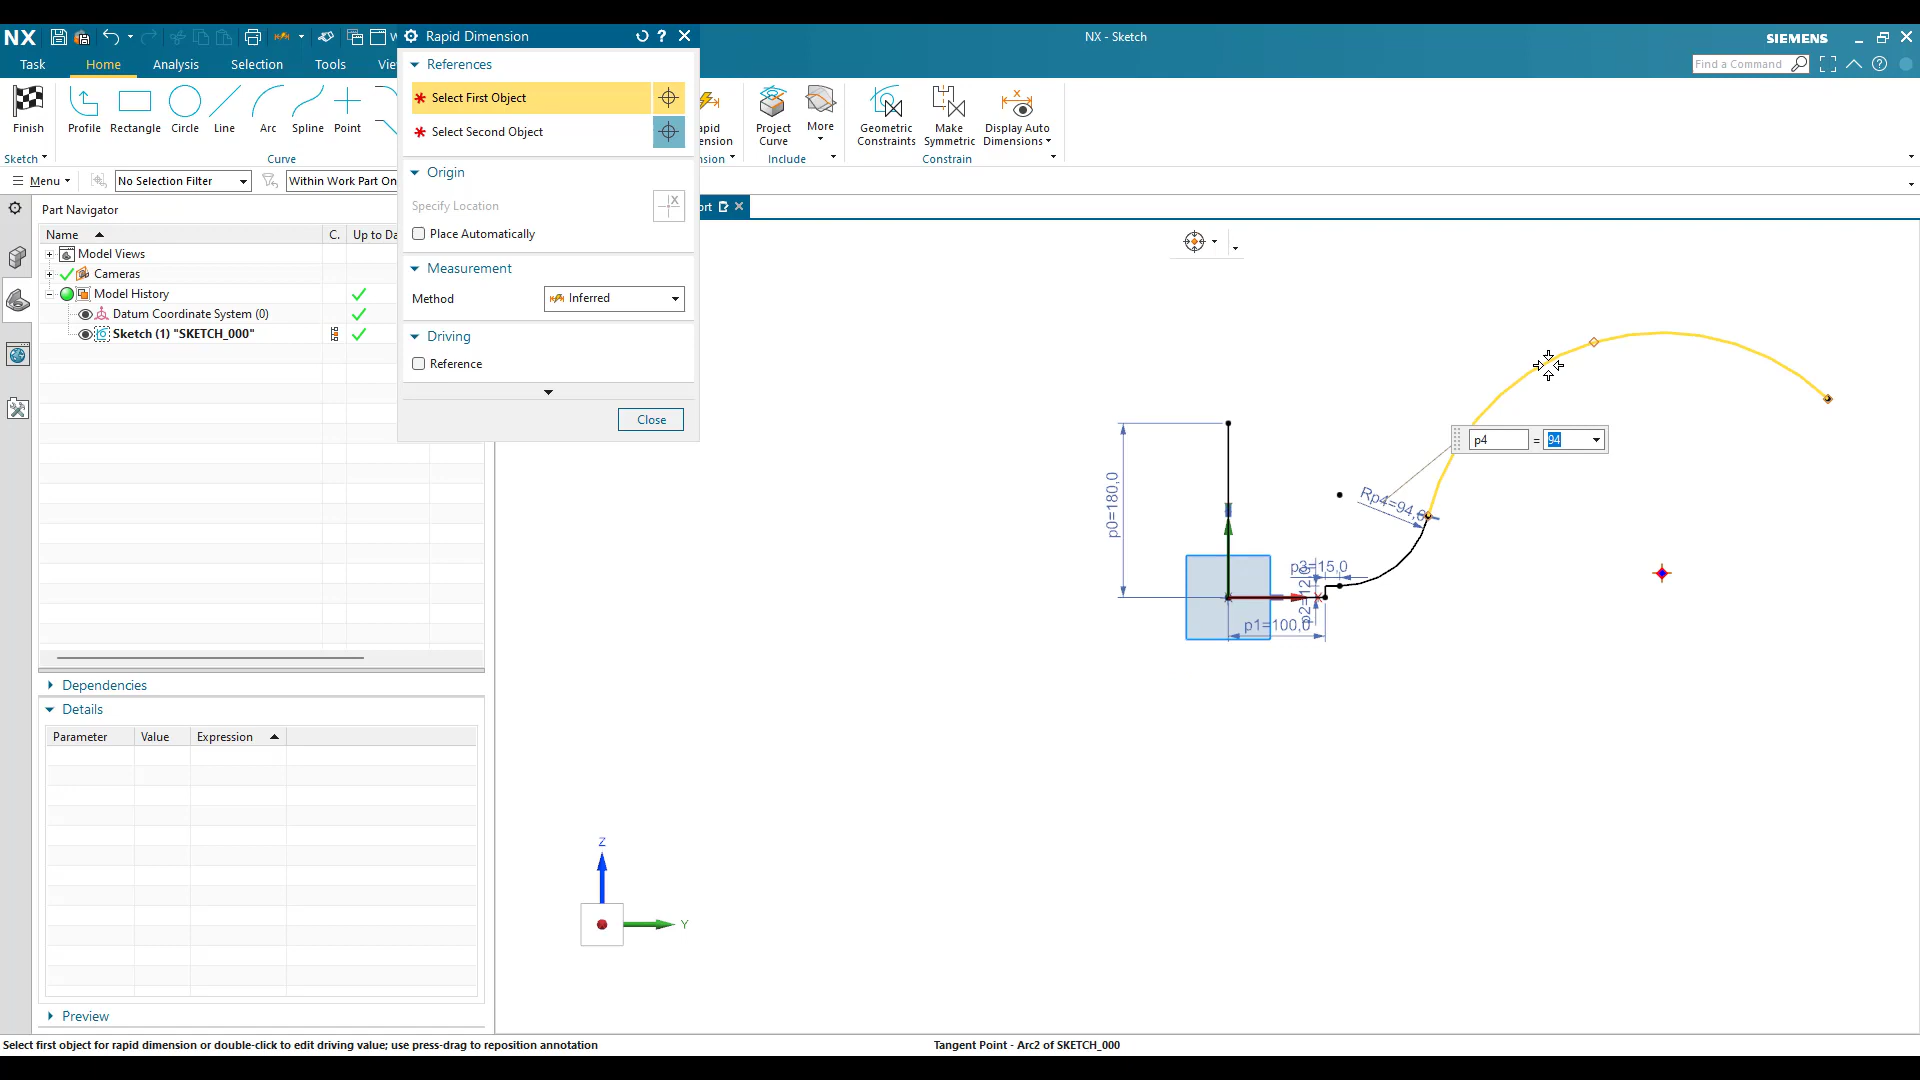 NX
Rapid Dimension
NX - Sketch
SIEMENS
Task
Home
Analysis
Selection
Tools
References
Find a Command
Select First Object
Select Second Object
Finish
Profile
Rectangle
Circle
Line
Arc
Spline
Point
Project Curve
More
Geometric Constraints
Make Symmetric
Display Auto Dimensions
Sketch
Curve
Include
Constrain
Origin
Specify Location
Place Automatically
Menu
No Selection Filter
Within Work Part On
Part Navigator
Name
C.
Up to Da
Model Views
Cameras
Model History
Datum Coordinate System (0)
Sketch (1) "SKETCH_000"
Measurement
Method
Inferred
Driving
Reference
Close
p4
=
94
Rp4=94,0
p0=180,0
p3=15,0
p2=12,0
p1=100,0
Z
Y
Dependencies
Details
Parameter
Value
Expression
Preview
Select first object for rapid dimension or double-click to edit driving value; use press-drag to reposition annotation
Tangent Point - Arc2 of SKETCH_000